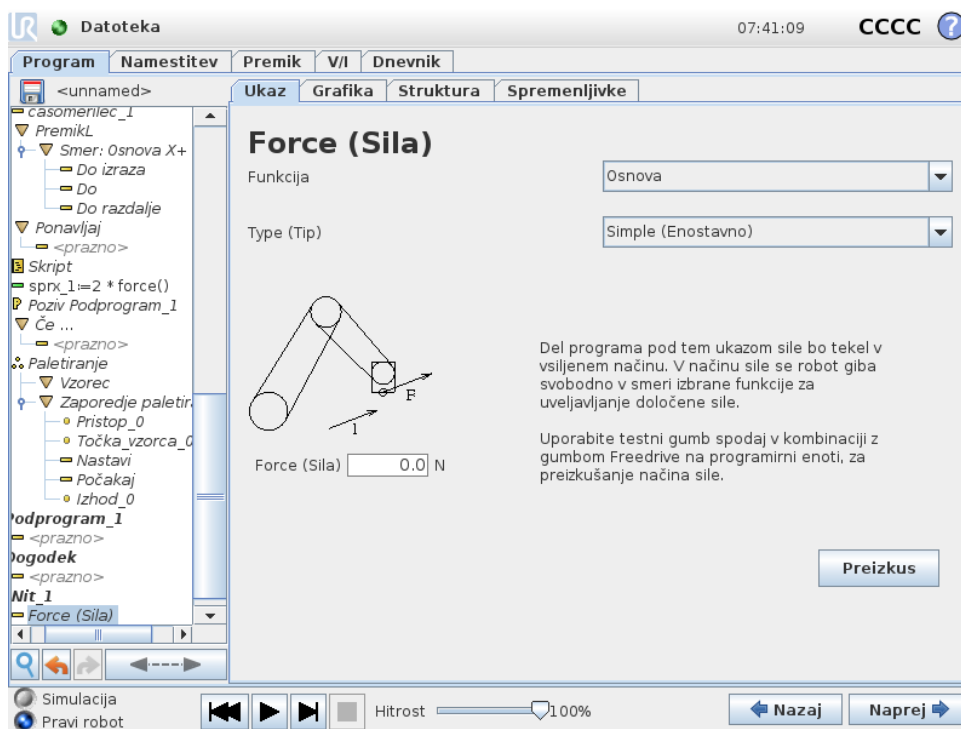 UR Datoteka 07:41:09 CCCC ?
Program Namestitev Premik V/I Dnevnik
<unnamed>
Ukaz Grafika Struktura Spremenljivke
časomerilec_1
PremikL
Smer: Osnova X+
Do izraza
Do
Do razdalje
Ponavljaj
<prazno>
Skript
sprx_1:=2 * force()
Poziv Podprogram_1
Če ...
<prazno>
Paletiranje
Vzorec
Zaporedje paletir
Pristop_0
Točka_vzorca_0
Nastavi
Počakaj
Izhod_0
Podprogram_1
<prazno>
Dogodek
<prazno>
Nit_1
Force (Sila)
Force (Sila)
Funkcija Osnova
Type (Tip) Simple (Enostavno)
F
1
Force (Sila) 0.0 N
Del programa pod tem ukazom sile bo tekel v
vsiljenem načinu. V načinu sile se robot giba
svobodno v smeri izbrane funkcije za
uveljavljanje določene sile.
Uporabite testni gumb spodaj v kombinaciji z
gumbom Freedrive na programirni enoti, za
preizkušanje načina sile.
Preizkus
Simulacija
Pravi robot
Hitrost 100%
Nazaj Naprej